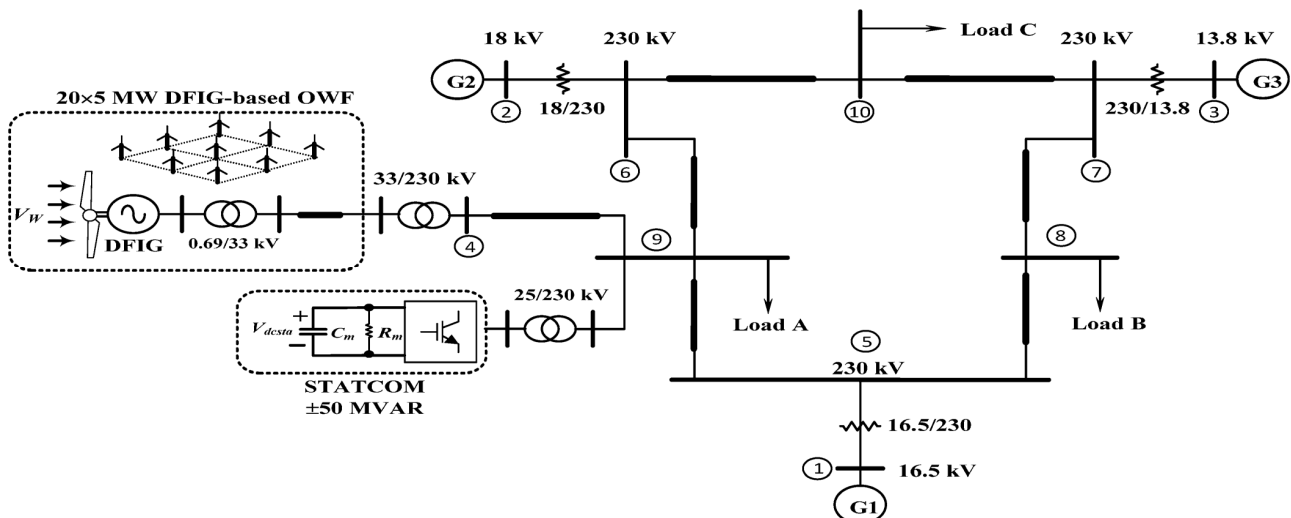 Load C
18 kV
230 kV
230 kV
13.8 kV
G2
G3
18/230
230/13.8
2
10
3
6
7
20×5 MW DFIG-based OWF
V_W
DFIG
0.69/33 kV
33/230 kV
4
9
8
Load A
Load B
25/230 kV
V_dcsta
+
−
C_m
R_m
STATCOM
±50 MVAR
5
230 kV
16.5/230
1
16.5 kV
G1